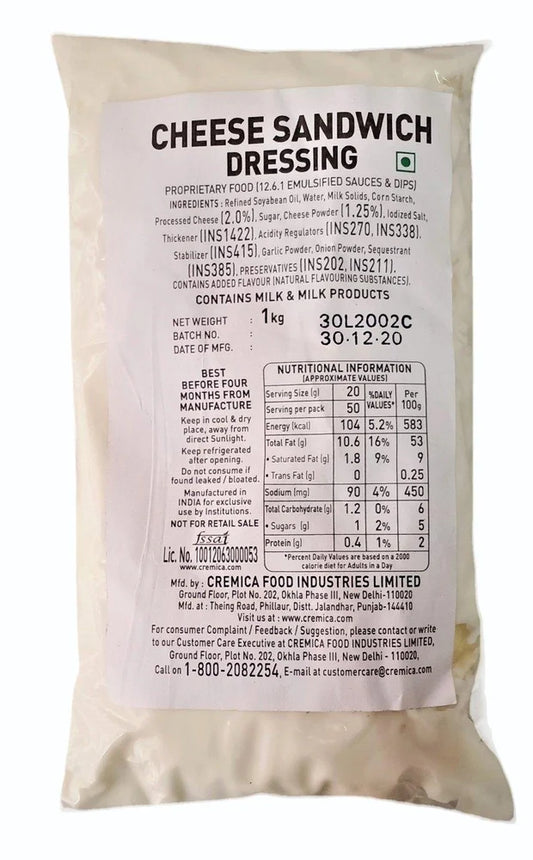 CHEESE SANDWICH
DRESSING
PROPRIETARY FOOD (12.6.1 EMULSIFIED SAUCES & DIPS)
INGREDIENTS : Refined Soyabean Oil, Water, Milk Solids, Corn Starch,
Processed Cheese (2.0%), Sugar, Cheese Powder (1.25%), Iodized Salt,
Thickener (INS1422), Acidity Regulators (INS270, INS338),
Stabilizer (INS415), Garlic Powder, Onion Powder, Sequestrant
(INS385), PRESERVATIVES (INS202, INS211).
CONTAINS ADDED FLAVOUR (NATURAL FLAVOURING SUBSTANCES).
CONTAINS MILK & MILK PRODUCTS
NET WEIGHT : 1 kg
BATCH NO. : 30L2002C
DATE OF MFG. : 30.12.20
BEST
BEFORE FOUR
MONTHS FROM
MANUFACTURE
Keep in cool & dry
place, away from
direct Sunlight.
Keep refrigerated
after opening.
Do not consume if
found leaked / bloated.
Manufactured in
INDIA for exclusive
use by Institutions.
NOT FOR RETAIL SALE
fssai
Lic. No. 10012063000053
www.cremica.com
NUTRITIONAL INFORMATION
(APPROXIMATE VALUES)
Serving Size (g) 20 %DAILY VALUES* Per 100g
Serving per pack 50
Energy (kcal) 104 5.2% 583
Total Fat (g) 10.6 16% 53
• Saturated Fat (g) 1.8 9% 9
• Trans Fat (g) 0 0.25
Sodium (mg) 90 4% 450
Total Carbohydrate (g) 1.2 0% 6
• Sugars (g) 1 2% 5
Protein (g) 0.4 1% 2
*Percent Daily Values are based on a 2000
calorie diet for Adults in a Day
Mfd. by : CREMICA FOOD INDUSTRIES LIMITED
Ground Floor, Plot No. 202, Okhla Phase III, New Delhi-110020
Mfd. at : Theing Road, Phillaur, Distt. Jalandhar, Punjab-144410
Visit us at : www.cremica.com
For consumer Complaint / Feedback / Suggestion, please contact or write
to our Customer Care Executive at CREMICA FOOD INDUSTRIES LIMITED,
Ground Floor, Plot No. 202, Okhla Phase III, New Delhi - 110020,
Call on 1-800-2082254, E-mail at customercare@cremica.com